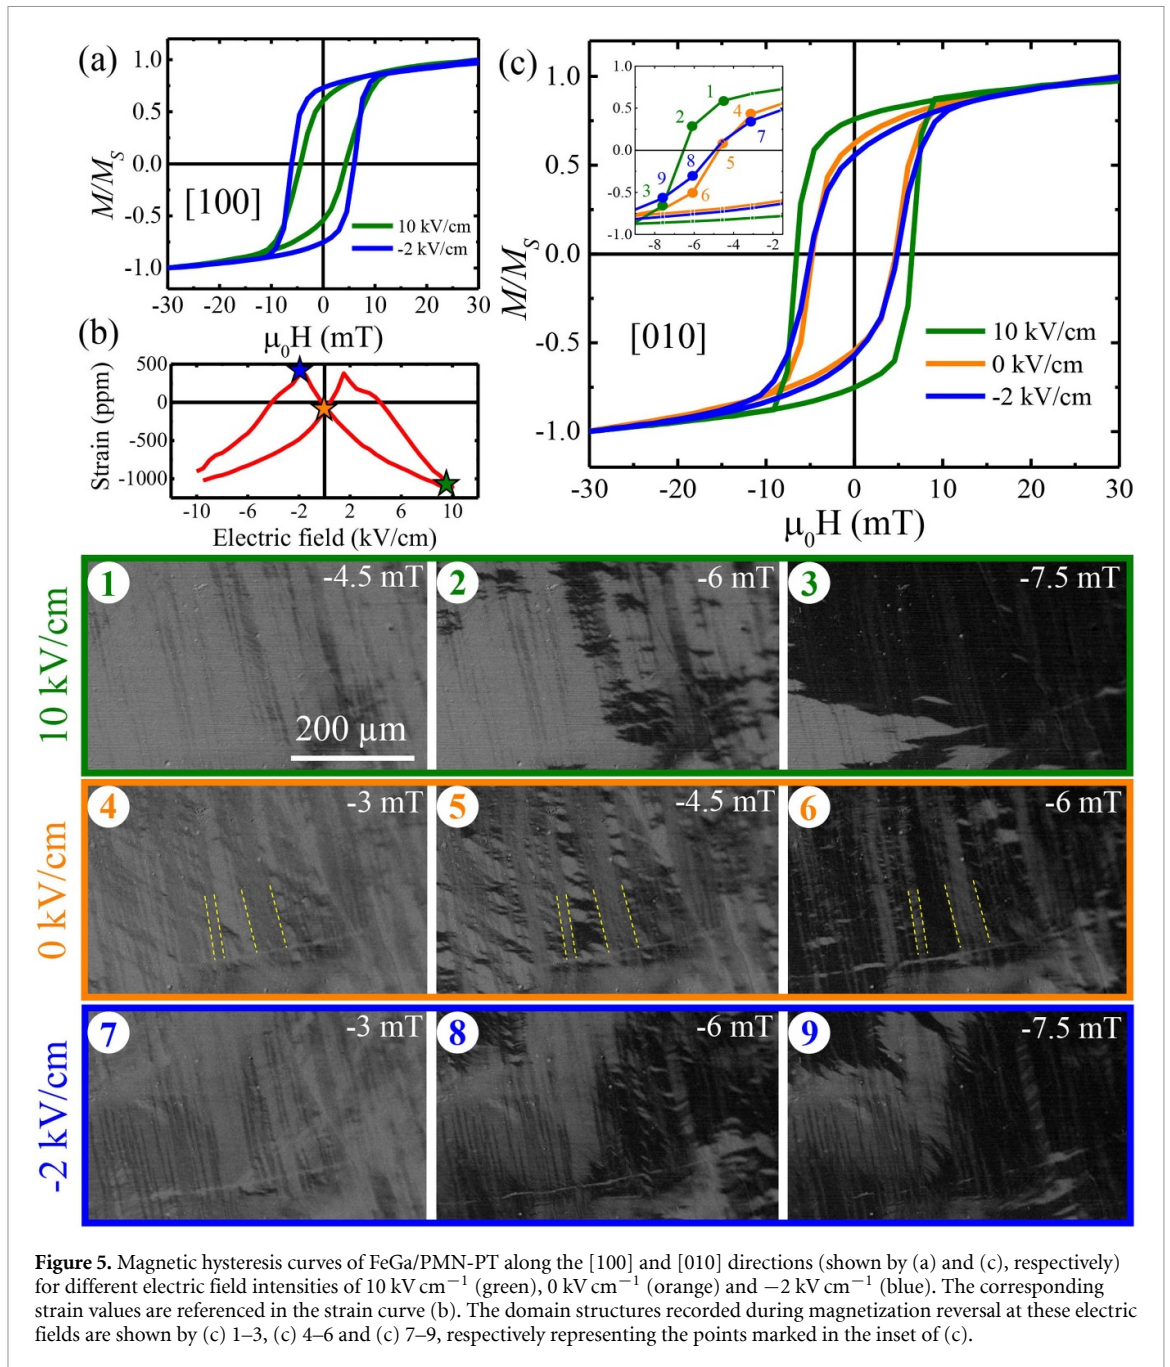 (a)
1.0
0.5
0.0
-0.5
-1.0
M/M_S
[100]
10 kV/cm
-2 kV/cm
-30 -20 -10 0 10 20 30
μ₀H (mT)
(b)
500
0
-500
-1000
Strain (ppm)
-10 -6 -2 2 6 10
Electric field (kV/cm)
(c)
1.0
0.5
0.0
-0.5
-1.0
M/M_S
1.0
0.5
0.0
-0.5
-1.0
1
2
3
4
5
6
7
8
9
-8 -6 -4 -2
[010]
10 kV/cm
0 kV/cm
-2 kV/cm
-30 -20 -10 0 10 20 30
μ₀H (mT)
10 kV/cm
1 -4.5 mT
200 µm
2 -6 mT
3 -7.5 mT
0 kV/cm
4 -3 mT
5 -4.5 mT
6 -6 mT
-2 kV/cm
7 -3 mT
8 -6 mT
9 -7.5 mT
Figure 5. Magnetic hysteresis curves of FeGa/PMN-PT along the [100] and [010] directions (shown by (a) and (c), respectively)
for different electric field intensities of 10 kV cm⁻¹ (green), 0 kV cm⁻¹ (orange) and −2 kV cm⁻¹ (blue). The corresponding
strain values are referenced in the strain curve (b). The domain structures recorded during magnetization reversal at these electric
fields are shown by (c) 1–3, (c) 4–6 and (c) 7–9, respectively representing the points marked in the inset of (c).